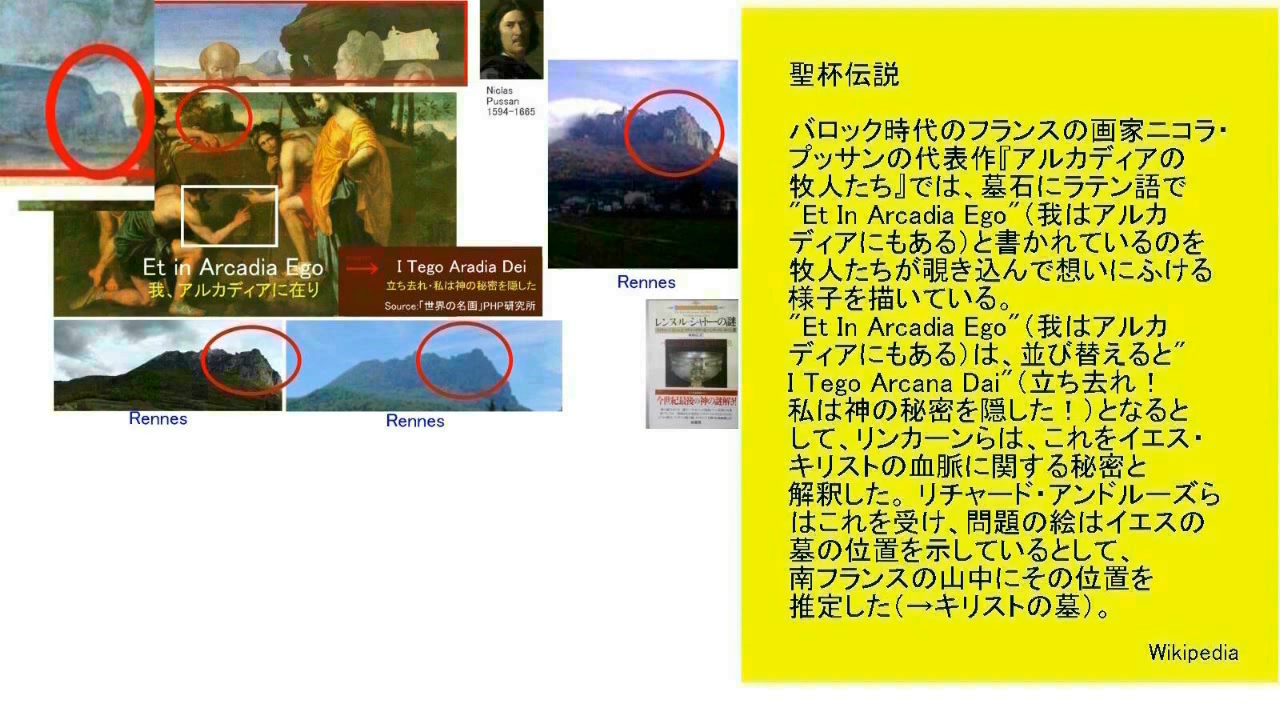 Niclas
Pussan
1594-1665
Et in Arcadia Ego
我、アルカディアに在り
I Tego Aradia Dei
立ち去れ・私は神の秘密を隠した
Source:「世界の名画」PHP研究所
Rennes
Rennes
Rennes
レンヌル=シャトーの謎
今世紀最後の神の謎解き!
聖杯伝説
バロック時代のフランスの画家ニコラ・
プッサンの代表作『アルカディアの
牧人たち』では、墓石にラテン語で
"Et In Arcadia Ego"（我はアルカ
ディアにもある）と書かれているのを
牧人たちが覗き込んで想いにふける
様子を描いている。
"Et In Arcadia Ego"（我はアルカ
ディアにもある）は、並び替えると"
I Tego Arcana Dai"（立ち去れ！
私は神の秘密を隠した！）となると
して、リンカーンらは、これをイエス・
キリストの血脈に関する秘密と
解釈した。リチャード・アンドルーズら
はこれを受け、問題の絵はイエスの
墓の位置を示しているとして、
南フランスの山中にその位置を
推定した（→キリストの墓）。
Wikipedia